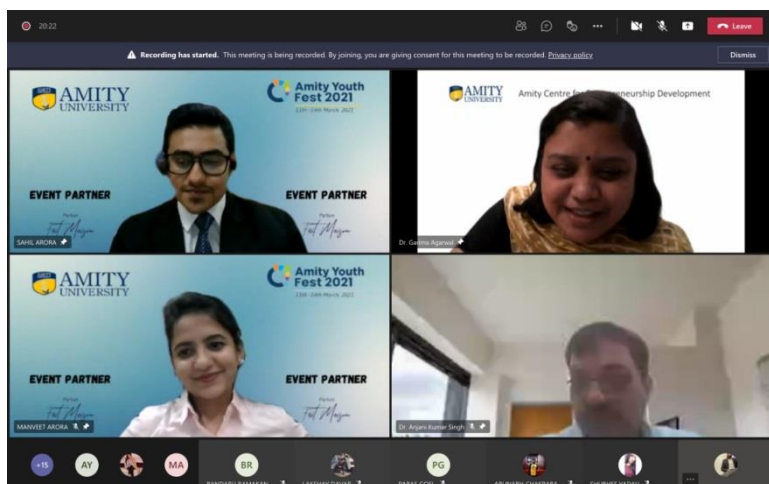 20:22
Leave
Recording has started. This meeting is being recorded. By joining, you are giving consent for this meeting to be recorded. Privacy policy
Dismiss
AMITY
UNIVERSITY
Amity Youth
Fest 2021
EVENT PARTNER
EVENT PARTNER
SAHIL ARORA
AMITY
UNIVERSITY
Amity Centre for Entrepreneurship Development
Dr. Garima Agarwal
AMITY
UNIVERSITY
Amity Youth
Fest 2021
EVENT PARTNER
EVENT PARTNER
MANVEET ARORA
Dr. Anjani Kumar Singh
+15
AY
MA
BR
PG